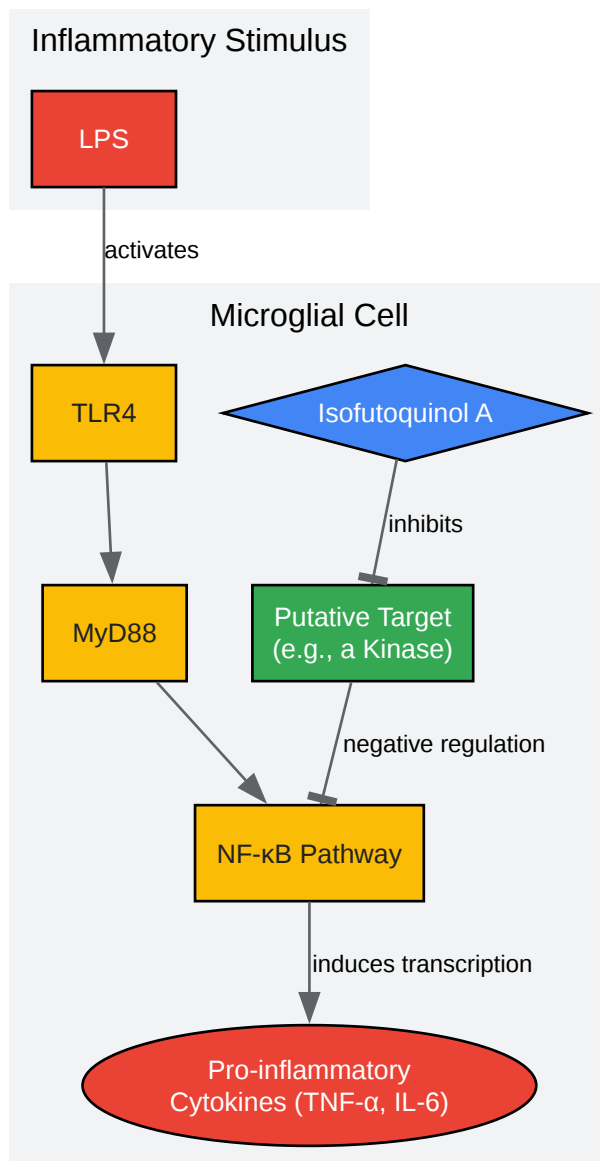 Inflammatory Stimulus
LPS
activates
Microglial Cell
TLR4
Isofutoquinol A
inhibits
MyD88
Putative Target
(e.g., a Kinase)
negative regulation
NF-κB Pathway
induces transcription
Pro-inflammatory
Cytokines (TNF-α, IL-6)